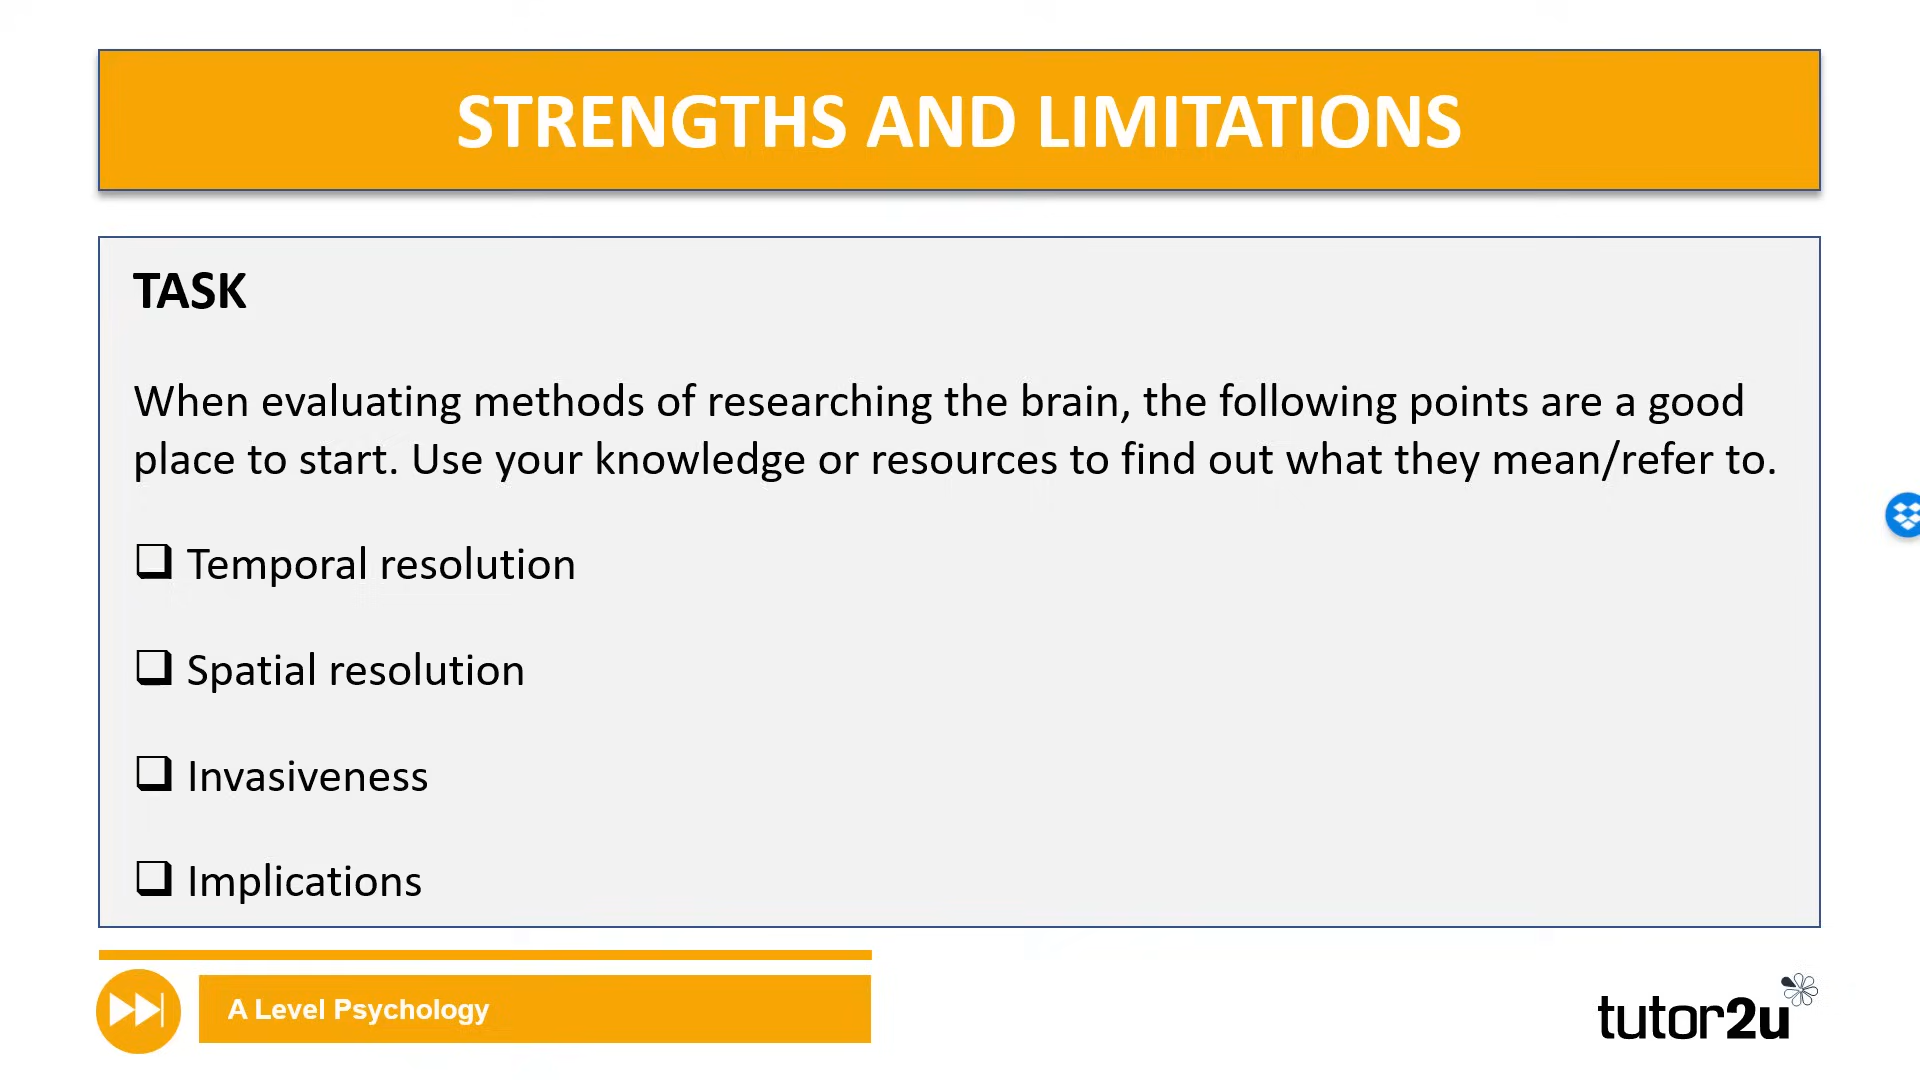 STRENGTHS AND LIMITATIONS
TASK
When evaluating methods of researching the brain, the following points are a good
place to start. Use your knowledge or resources to find out what they mean/refer to.
Temporal resolution
Spatial resolution
Invasiveness
Implications
A Level Psychology
tutor2u